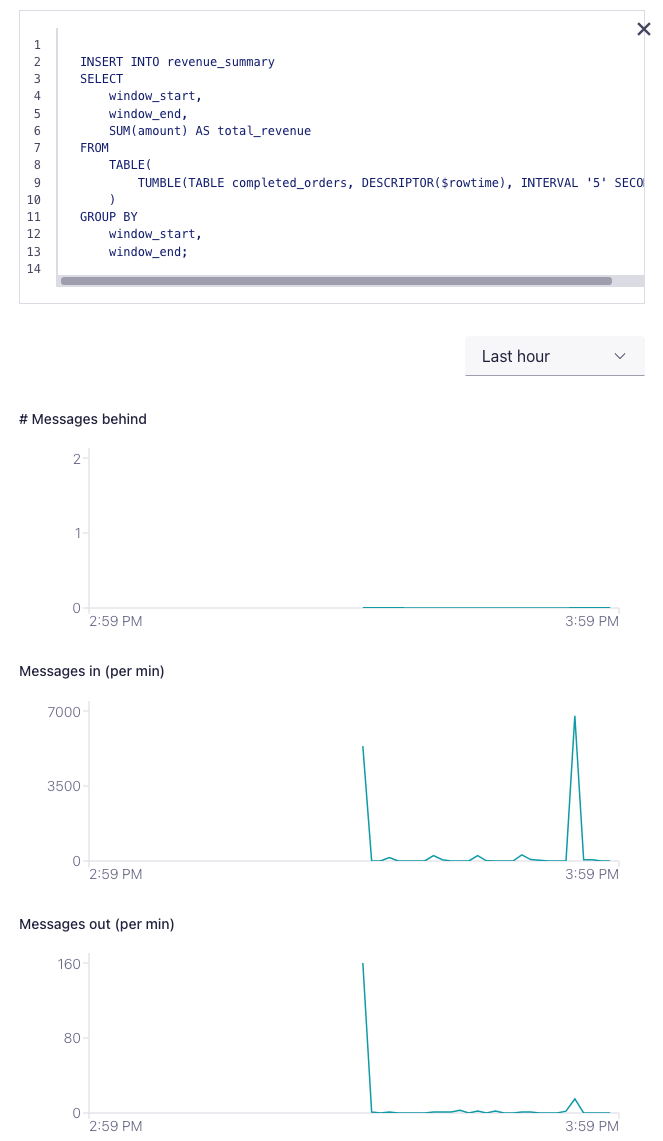 1
2 INSERT INTO revenue_summary
3 SELECT
4 window_start,
5 window_end,
6 SUM(amount) AS total_revenue
7 FROM
8 TABLE(
9 TUMBLE(TABLE completed_orders, DESCRIPTOR($rowtime), INTERVAL '5' SECO
10 )
11 GROUP BY
12 window_start,
13 window_end;
14
Last hour
# Messages behind
2
1
0
2:59 PM 3:59 PM
Messages in (per min)
7000
3500
0
2:59 PM 3:59 PM
Messages out (per min)
160
80
0
2:59 PM 3:59 PM